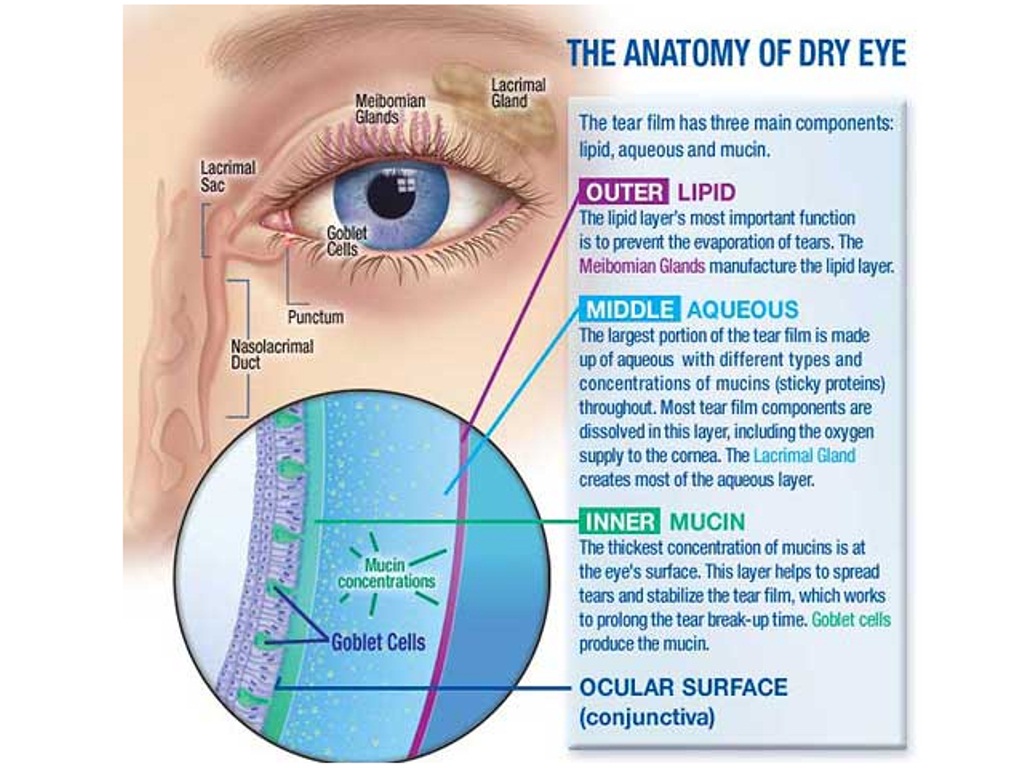 THE ANATOMY OF DRY EYE
Lacrimal
Gland
Meibomian
Glands
Lacrimal
Sac
Goblet
Cells
Punctum
Nasolacrimal
Duct
The tear film has three main components:
lipid, aqueous and mucin.
OUTER LIPID
The lipid layer's most important function
is to prevent the evaporation of tears. The
Meibomian Glands manufacture the lipid layer.
MIDDLE AQUEOUS
The largest portion of the tear film is made
up of aqueous with different types and
concentrations of mucins (sticky proteins)
throughout. Most tear film components are
dissolved in this layer, including the oxygen
supply to the cornea. The Lacrimal Gland
creates most of the aqueous layer.
INNER MUCIN
The thickest concentration of mucins is at
the eye's surface. This layer helps to spread
tears and stabilize the tear film, which works
to prolong the tear break-up time. Goblet cells
produce the mucin.
OCULAR SURFACE
(conjunctiva)
Mucin
concentrations
Goblet Cells